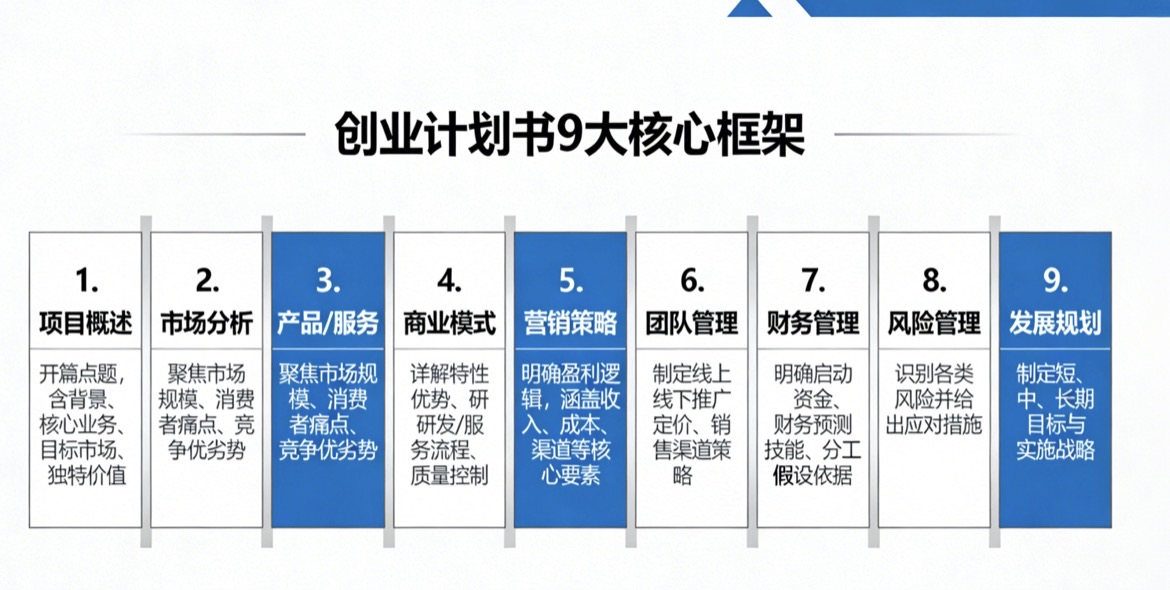 创业计划书9大核心框架
1.
项目概述
开篇点题，
含背景、
核心业务、
目标市场、
独特价值
2.
市场分析
聚焦市场
规模、消费
者痛点、竞
争优劣势
3.
产品/服务
聚焦市场规
模、消费
者痛点、
竞争优劣势
4.
商业模式
详解特性
优势、研
研发/服
务流程、
质量控制
5.
营销策略
明确盈利逻
辑，涵盖收
入、成本、
渠道等核
心要素
6.
团队管理
制定线上
线下推广
定价、销
售渠道策
略
7.
财务管理
明确启动
资金、
财务预测
技能、分工
假设依据
8.
风险管理
识别各类
风险并给
出应对措施
9.
发展规划
制定短、
中、长期
目标与
实施战略